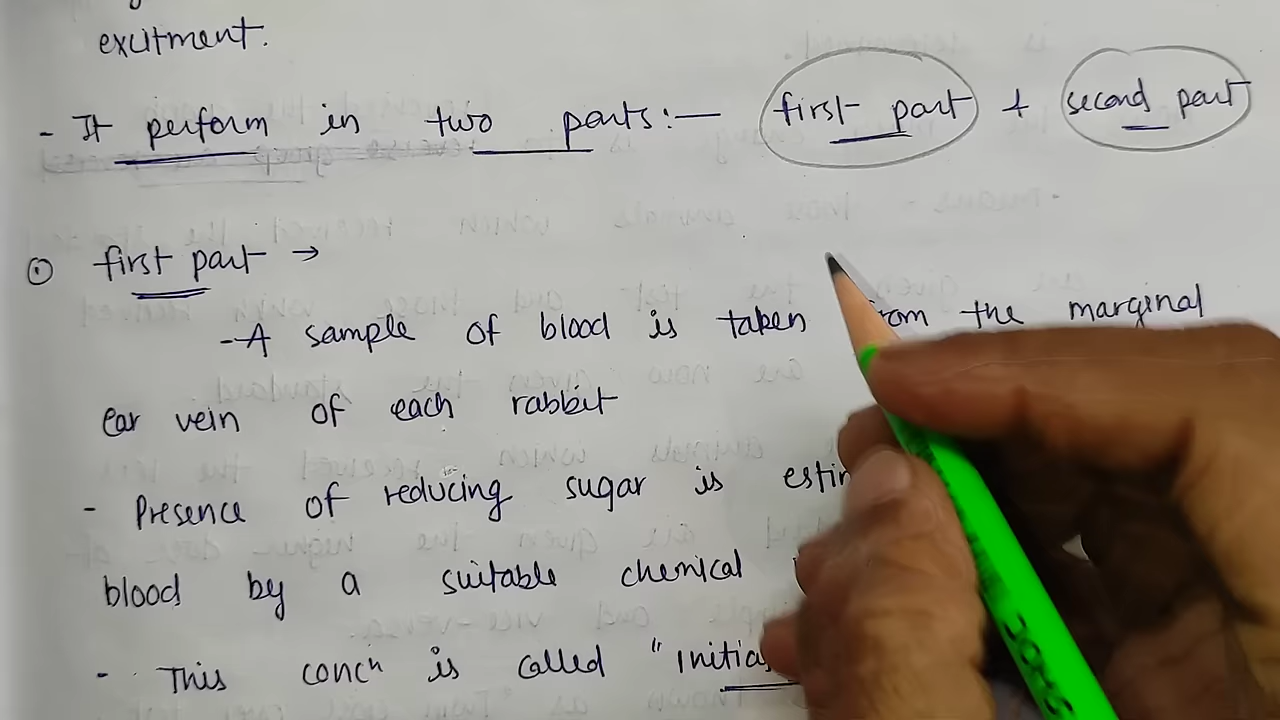 excitment.
- It perform in two parts:- first part + second part
① first part →
- A sample of blood is taken from the marginal
ear vein of each rabbit
- Presence of reducing sugar is
blood by a suitable chemical
- This concn is called "Initial